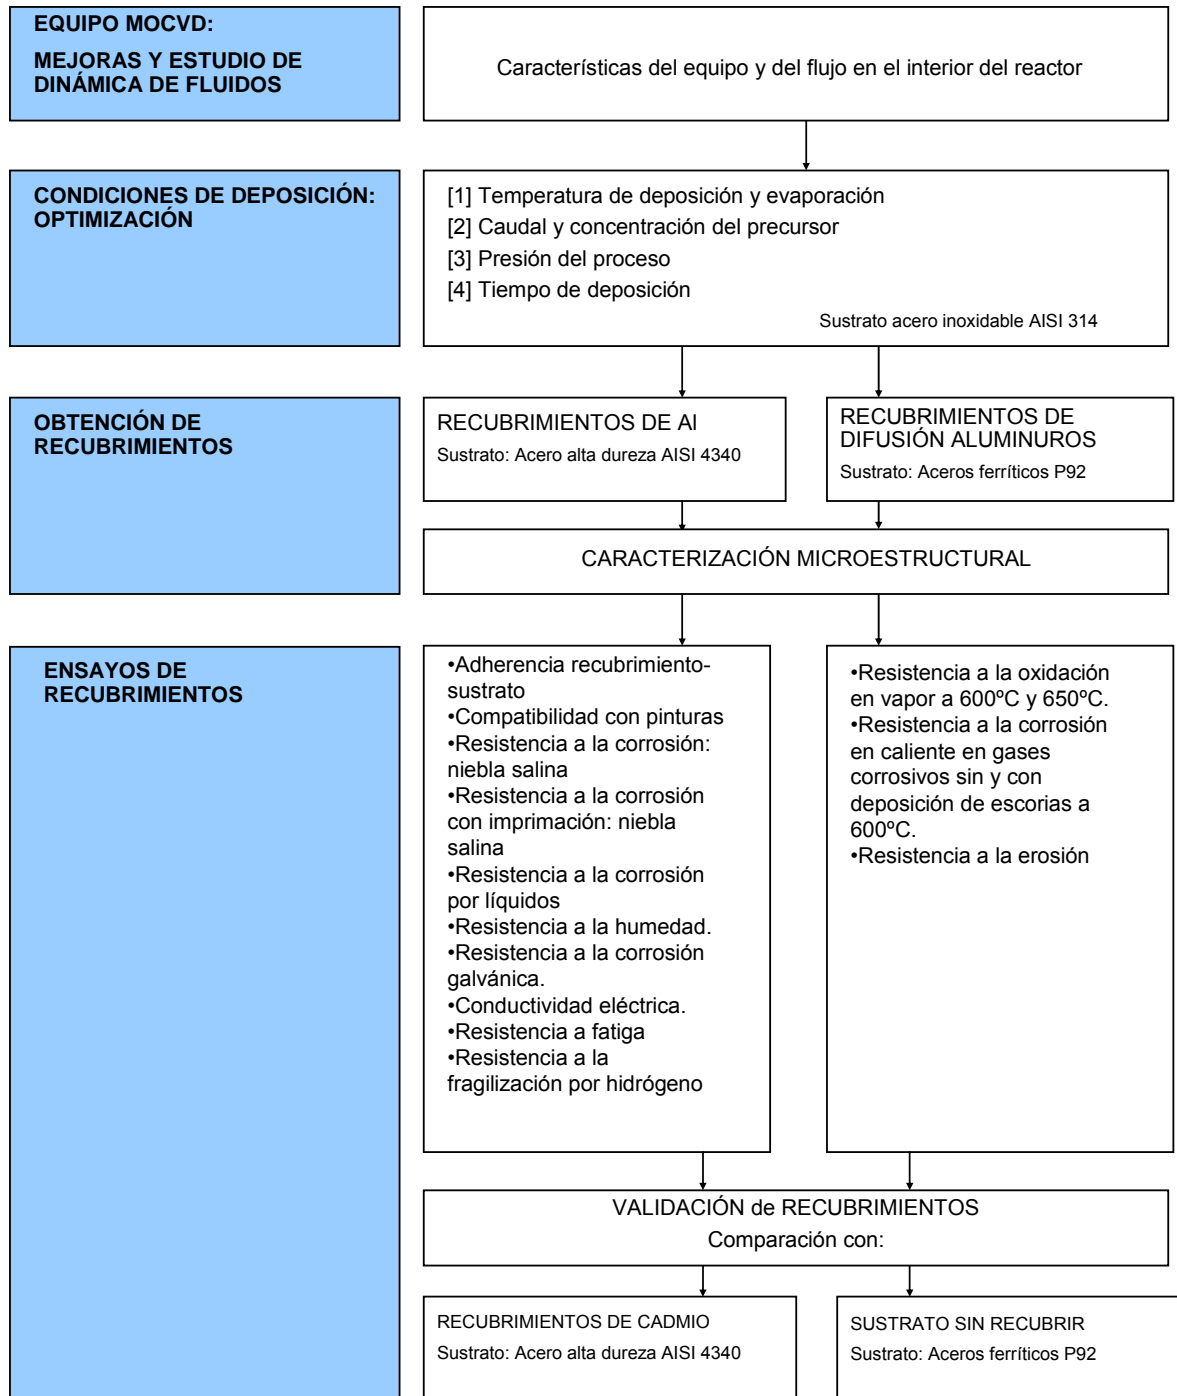 EQUIPO MOCVD:
MEJORAS Y ESTUDIO DE
DINÁMICA DE FLUIDOS
Características del equipo y del flujo en el interior del reactor
CONDICIONES DE DEPOSICIÓN:
OPTIMIZACIÓN
[1] Temperatura de deposición y evaporación
[2] Caudal y concentración del precursor
[3] Presión del proceso
[4] Tiempo de deposición
Sustrato acero inoxidable AISI 314
OBTENCIÓN DE
RECUBRIMIENTOS
RECUBRIMIENTOS DE Al
Sustrato: Acero alta dureza AISI 4340
RECUBRIMIENTOS DE
DIFUSIÓN ALUMINUROS
Sustrato: Aceros ferríticos P92
CARACTERIZACIÓN MICROESTRUCTURAL
ENSAYOS DE
RECUBRIMIENTOS
•Adherencia recubrimiento-
sustrato
•Compatibilidad con pinturas
•Resistencia a la corrosión:
niebla salina
•Resistencia a la corrosión
con imprimación: niebla
salina
•Resistencia a la corrosión
por líquidos
•Resistencia a la humedad.
•Resistencia a la corrosión
galvánica.
•Conductividad eléctrica.
•Resistencia a fatiga
•Resistencia a la
fragilización por hidrógeno
•Resistencia a la oxidación
en vapor a 600ºC y 650ºC.
•Resistencia a la corrosión
en caliente en gases
corrosivos sin y con
deposición de escorias a
600ºC.
•Resistencia a la erosión
VALIDACIÓN de RECUBRIMIENTOS
Comparación con:
RECUBRIMIENTOS DE CADMIO
Sustrato: Acero alta dureza AISI 4340
SUSTRATO SIN RECUBRIR
Sustrato: Aceros ferríticos P92